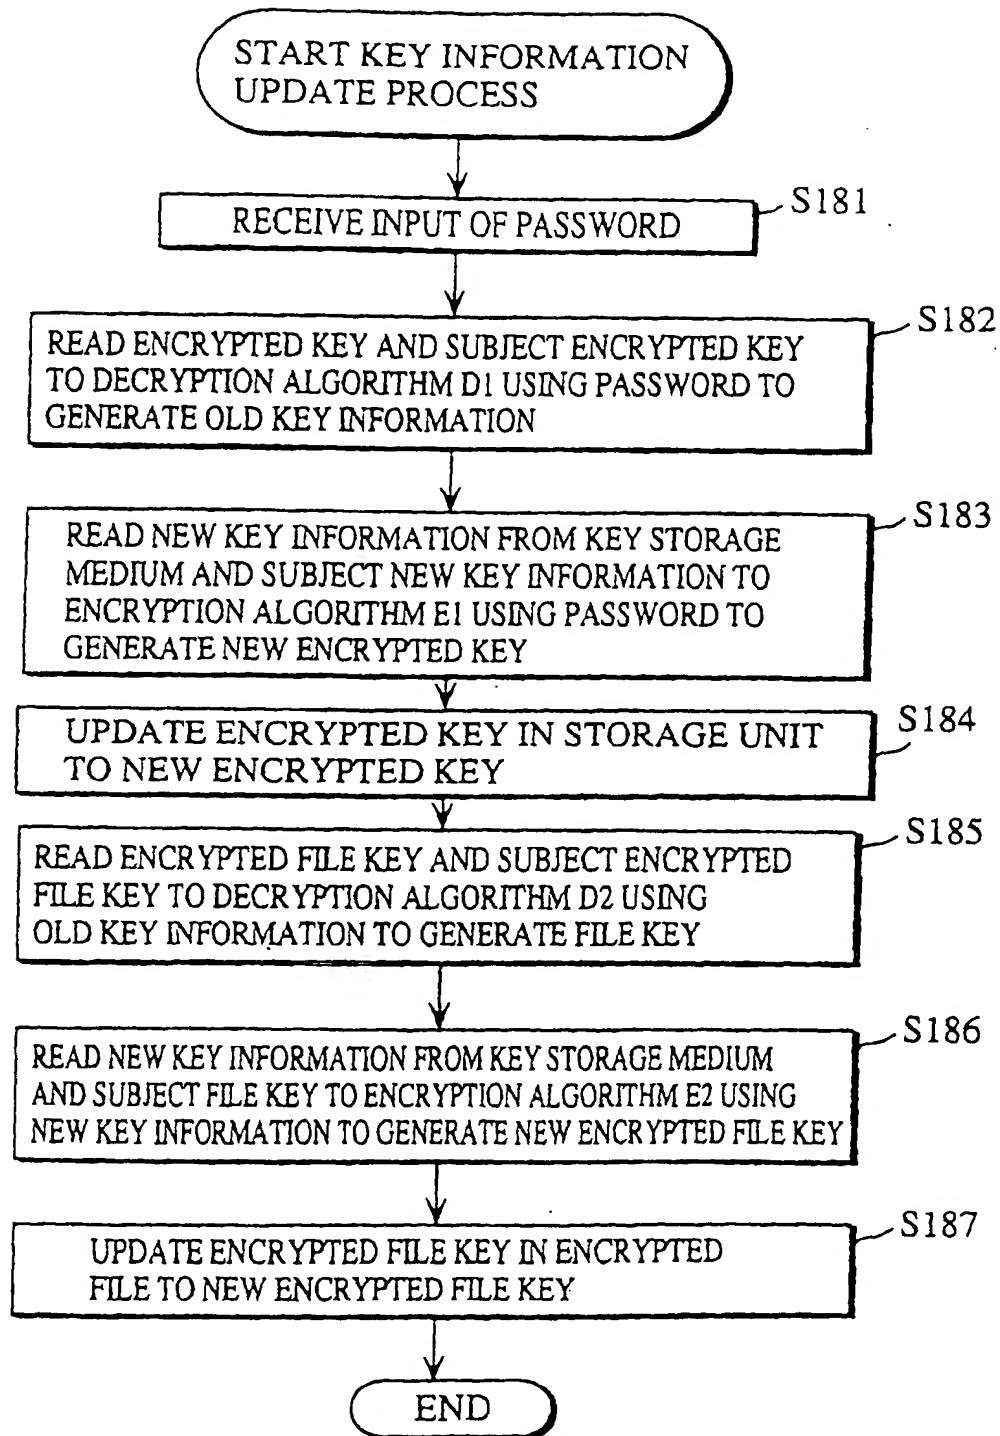 START KEY INFORMATION
UPDATE PROCESS
S181
RECEIVE INPUT OF PASSWORD
S182
READ ENCRYPTED KEY AND SUBJECT ENCRYPTED KEY
TO DECRYPTION ALGORITHM D1 USING PASSWORD TO
GENERATE OLD KEY INFORMATION
S183
READ NEW KEY INFORMATION FROM KEY STORAGE
MEDIUM AND SUBJECT NEW KEY INFORMATION TO
ENCRYPTION ALGORITHM E1 USING PASSWORD TO
GENERATE NEW ENCRYPTED KEY
S184
UPDATE ENCRYPTED KEY IN STORAGE UNIT
TO NEW ENCRYPTED KEY
S185
READ ENCRYPTED FILE KEY AND SUBJECT ENCRYPTED
FILE KEY TO DECRYPTION ALGORITHM D2 USING
OLD KEY INFORMATION TO GENERATE FILE KEY
S186
READ NEW KEY INFORMATION FROM KEY STORAGE MEDIUM
AND SUBJECT FILE KEY TO ENCRYPTION ALGORITHM E2 USING
NEW KEY INFORMATION TO GENERATE NEW ENCRYPTED FILE KEY
S187
UPDATE ENCRYPTED FILE KEY IN ENCRYPTED
FILE TO NEW ENCRYPTED FILE KEY
END